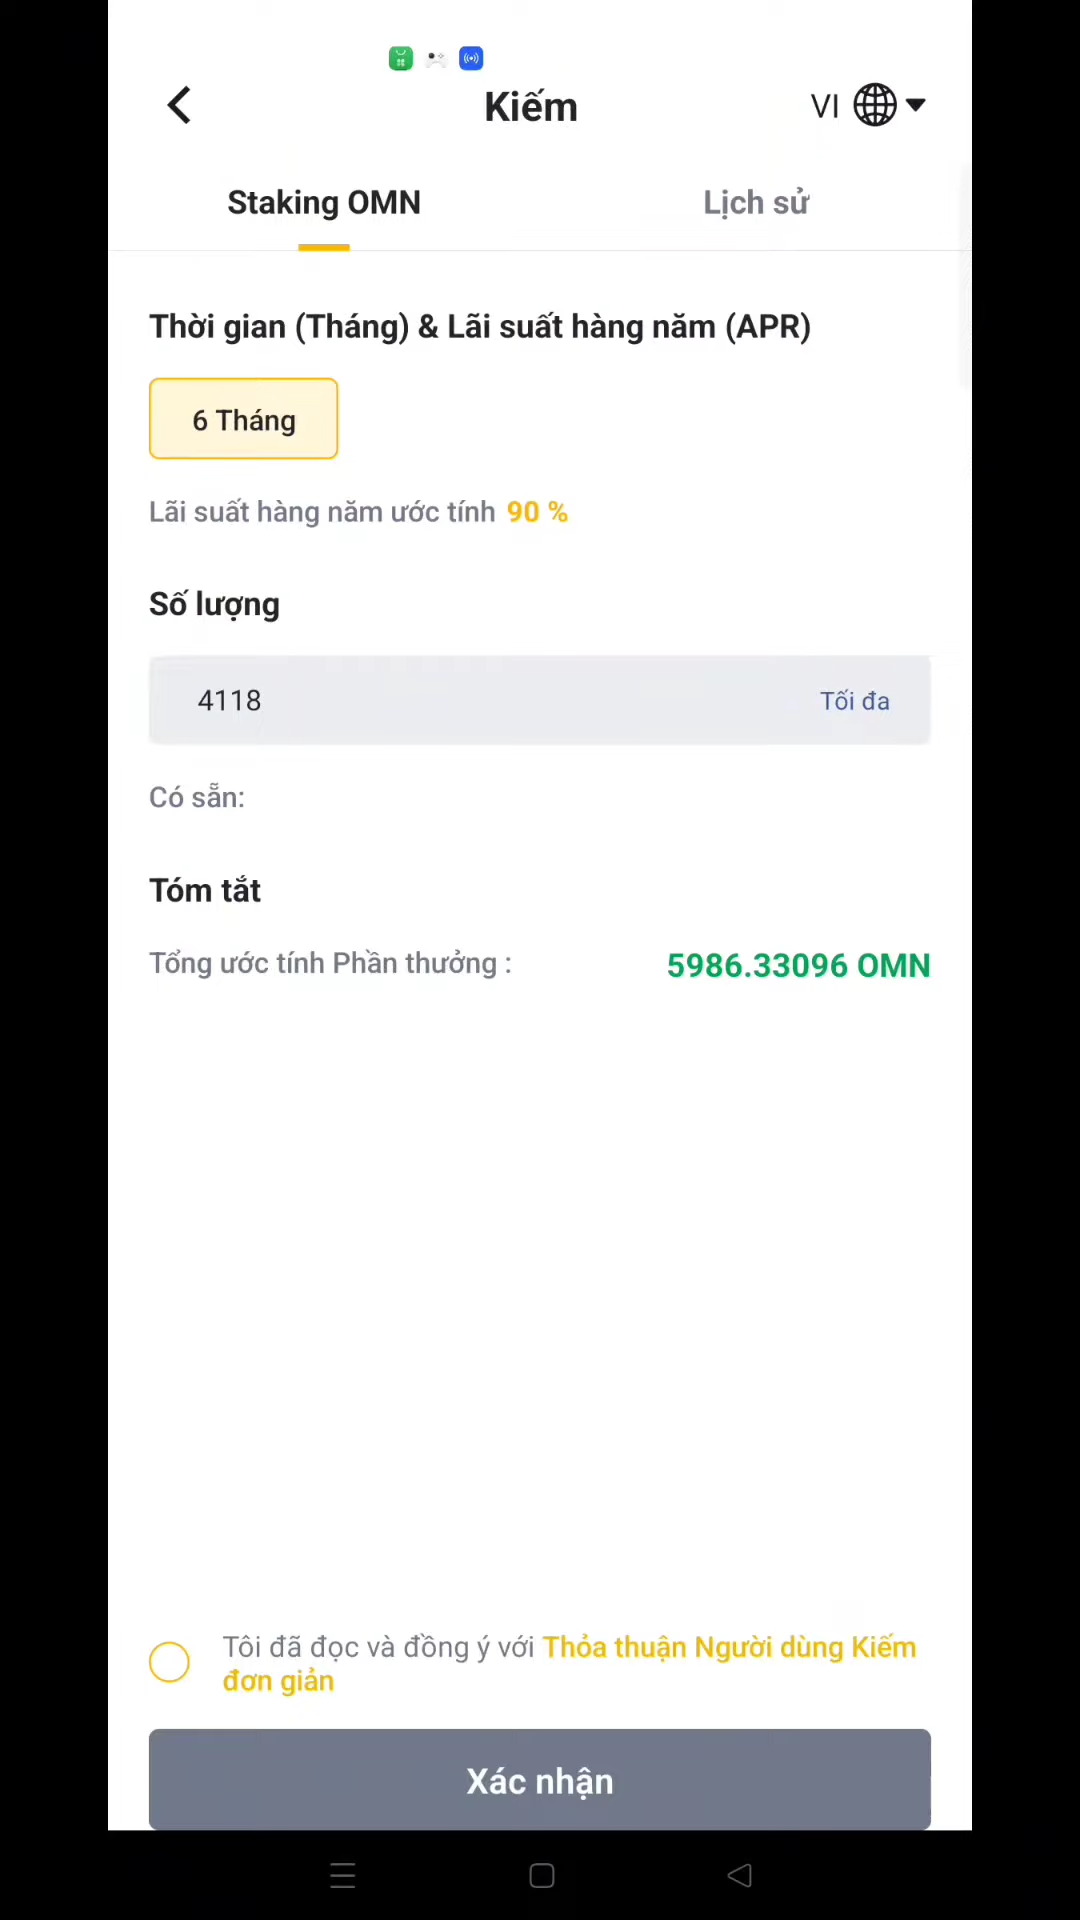 Kiếm
VI
Staking OMN
Lịch sử
Thời gian (Tháng) & Lãi suất hàng năm (APR)
6 Tháng
Lãi suất hàng năm ước tính 90 %
Số lượng
4118
Tối đa
Có sẵn:
Tóm tắt
Tổng ước tính Phần thưởng :
5986.33096 OMN
Tôi đã đọc và đồng ý với Thỏa thuận Người dùng Kiếm
đơn giản
Xác nhận